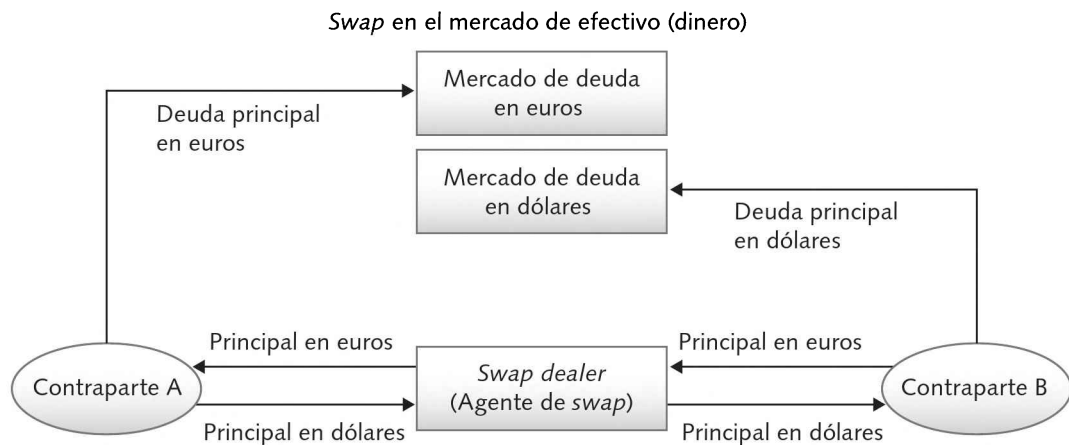 Swap en el mercado de efectivo (dinero)
Mercado de deuda
en euros
Deuda principal
en euros
Mercado de deuda
en dólares
Deuda principal
en dólares
Principal en euros
Principal en euros
Contraparte A
Swap dealer
(Agente de swap)
Contraparte B
Principal en dólares
Principal en dólares